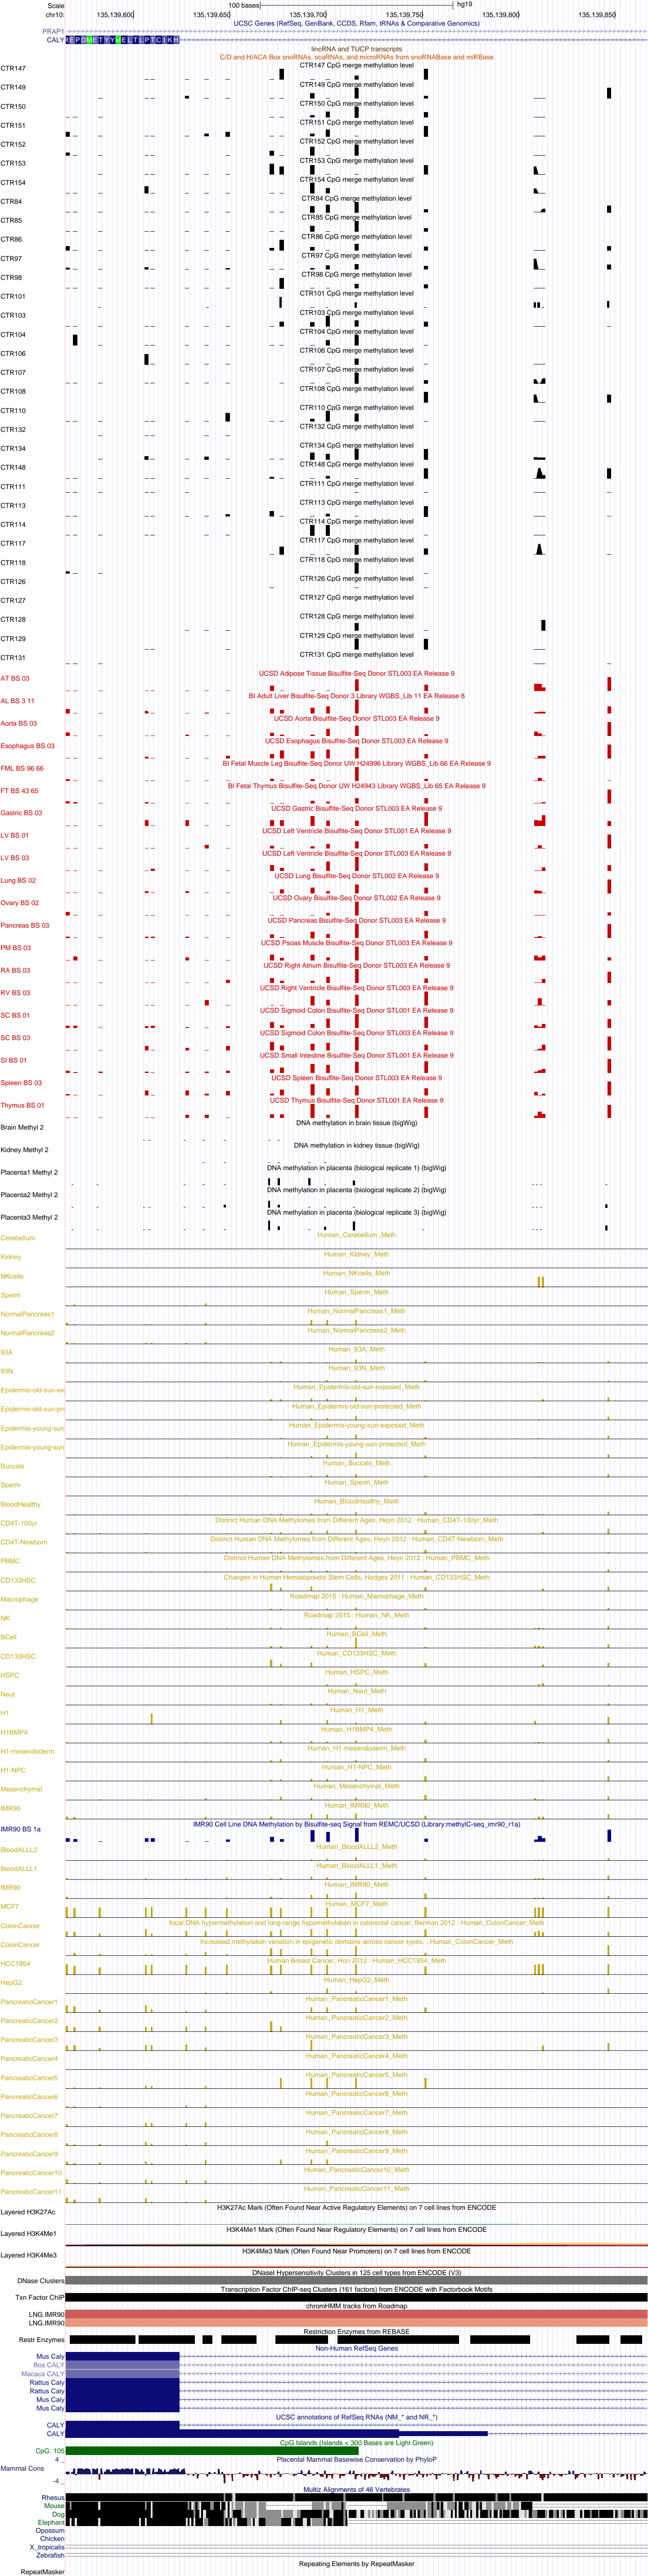 Scale 100 bases hg19
chr10: 135,139,600 135,139,650 135,139,700 135,139,750 135,139,800 135,139,850
UCSC Genes (RefSeq, GenBank, CCDS, Rfam, tRNAs & Comparative Genomics)
PRAP1
CALY
lincRNA and TUCP transcripts
C/D and H/ACA Box snoRNAs, scaRNAs, and microRNAs from snoRNABase and miRBase
CTR147 CTR147 CpG merge methylation level
CTR149 CTR149 CpG merge methylation level
CTR150 CTR150 CpG merge methylation level
CTR151 CTR151 CpG merge methylation level
CTR152 CTR152 CpG merge methylation level
CTR153 CTR153 CpG merge methylation level
CTR154 CTR154 CpG merge methylation level
CTR84 CTR84 CpG merge methylation level
CTR85 CTR85 CpG merge methylation level
CTR86 CTR86 CpG merge methylation level
CTR97 CTR97 CpG merge methylation level
CTR98 CTR98 CpG merge methylation level
CTR101 CTR101 CpG merge methylation level
CTR103 CTR103 CpG merge methylation level
CTR104 CTR104 CpG merge methylation level
CTR106 CTR106 CpG merge methylation level
CTR107 CTR107 CpG merge methylation level
CTR108 CTR108 CpG merge methylation level
CTR110 CTR110 CpG merge methylation level
CTR132 CTR132 CpG merge methylation level
CTR134 CTR134 CpG merge methylation level
CTR148 CTR148 CpG merge methylation level
CTR111 CTR111 CpG merge methylation level
CTR113 CTR113 CpG merge methylation level
CTR114 CTR114 CpG merge methylation level
CTR117 CTR117 CpG merge methylation level
CTR118 CTR118 CpG merge methylation level
CTR126 CTR126 CpG merge methylation level
CTR127 CTR127 CpG merge methylation level
CTR128 CTR128 CpG merge methylation level
CTR129 CTR129 CpG merge methylation level
CTR131 CTR131 CpG merge methylation level
AT BS 03 UCSD Adipose Tissue Bisulfite-Seq Donor STL003 EA Release 9
AL BS 3 11 BI Adult Liver Bisulfite-Seq Donor 3 Library WGBS_Lib 11 EA Release 8
Aorta BS 03 UCSD Aorta Bisulfite-Seq Donor STL003 EA Release 9
Esophagus BS 03 UCSD Esophagus Bisulfite-Seq Donor STL003 EA Release 9
FML BS 96 66 BI Fetal Muscle Leg Bisulfite-Seq Donor UW H24996 Library WGBS_Lib 66 EA Release 9
FT BS 43 65 BI Fetal Thymus Bisulfite-Seq Donor UW H24943 Library WGBS_Lib 65 EA Release 9
Gastric BS 03 UCSD Gastric Bisulfite-Seq Donor STL003 EA Release 9
LV BS 01 UCSD Left Ventricle Bisulfite-Seq Donor STL001 EA Release 9
LV BS 03 UCSD Left Ventricle Bisulfite-Seq Donor STL003 EA Release 9
Lung BS 02 UCSD Lung Bisulfite-Seq Donor STL002 EA Release 9
Ovary BS 02 UCSD Ovary Bisulfite-Seq Donor STL002 EA Release 9
Pancreas BS 03 UCSD Pancreas Bisulfite-Seq Donor STL003 EA Release 9
PM BS 03 UCSD Psoas Muscle Bisulfite-Seq Donor STL003 EA Release 9
RA BS 03 UCSD Right Atrium Bisulfite-Seq Donor STL003 EA Release 9
RV BS 03 UCSD Right Ventricle Bisulfite-Seq Donor STL003 EA Release 9
SC BS 01 UCSD Sigmoid Colon Bisulfite-Seq Donor STL001 EA Release 9
SC BS 03 UCSD Sigmoid Colon Bisulfite-Seq Donor STL003 EA Release 9
SI BS 01 UCSD Small Intestine Bisulfite-Seq Donor STL001 EA Release 9
Spleen BS 03 UCSD Spleen Bisulfite-Seq Donor STL003 EA Release 9
Thymus BS 01 UCSD Thymus Bisulfite-Seq Donor STL001 EA Release 9
Brain Methyl 2 DNA methylation in brain tissue (bigWig)
Kidney Methyl 2 DNA methylation in kidney tissue (bigWig)
Placenta1 Methyl 2 DNA methylation in placenta (biological replicate 1) (bigWig)
Placenta2 Methyl 2 DNA methylation in placenta (biological replicate 2) (bigWig)
Placenta3 Methyl 2 DNA methylation in placenta (biological replicate 3) (bigWig)
Cerebellum Human_Cerebellum_Meth
Kidney Human_Kidney_Meth
NKcells Human_NKcells_Meth
Sperm Human_Sperm_Meth
NormalPancreas1 Human_NormalPancreas1_Meth
NormalPancreas2 Human_NormalPancreas2_Meth
93A Human_93A_Meth
93N Human_93N_Meth
Epidermis-old-sun-ex Human_Epidermis-old-sun-exposed_Meth
Epidermis-old-sun-pr Human_Epidermis-old-sun-protected_Meth
Epidermis-young-sun Human_Epidermis-young-sun-exposed_Meth
Epidermis-young-sun Human_Epidermis-young-sun-protected_Meth
Buccals Human_Buccals_Meth
Sperm Human_Sperm_Meth
BloodHealthy Human_BloodHealthy_Meth
CD4T-100yr Distinct Human DNA Methylomes from Different Ages, Heyn 2012 : Human_CD4T-100yr_Meth
CD4T-Newborn Distinct Human DNA Methylomes from Different Ages, Heyn 2012 : Human_CD4T-Newborn_Meth
PBMC Distinct Human DNA Methylomes from Different Ages, Heyn 2012 : Human_PBMC_Meth
CD133HSC Changes in Human Hematopoietic Stem Cells, Hodges 2011 : Human_CD133HSC_Meth
Macrophage Roadmap 2015 : Human_Macrophage_Meth
NK Roadmap 2015 : Human_NK_Meth
BCell Human_BCell_Meth
CD133HSC Human_CD133HSC_Meth
HSPC Human_HSPC_Meth
Neut Human_Neut_Meth
H1 Human_H1_Meth
H1BMP4 Human_H1BMP4_Meth
H1-mesendoderm Human_H1-mesendoderm_Meth
H1-NPC Human_H1-NPC_Meth
Mesenchymal Human_Mesenchymal_Meth
IMR90 Human_IMR90_Meth
IMR90 BS 1a IMR90 Cell Line DNA Methylation by Bisulfite-seq Signal from REMC/UCSD (Library:methylC-seq_imr90_r1a)
BloodALLL2 Human_BloodALLL2_Meth
BloodALLL1 Human_BloodALLL1_Meth
IMR90 Human_IMR90_Meth
MCF7 Human_MCF7_Meth
ColonCancer focal DNA hypermethylation and long-range hypomethylation in colorectal cancer, Berman 2012 : Human_ColonCancer_Meth
ColonCancer Increased methylation variation in epigenetic domains across cancer types, : Human_ColonCancer_Meth
HCC1954 Human Breast Cancer, Hon 2012 : Human_HCC1954_Meth
HepG2 Human_HepG2_Meth
PancreaticCancer1 Human_PancreaticCancer1_Meth
PancreaticCancer2 Human_PancreaticCancer2_Meth
PancreaticCancer3 Human_PancreaticCancer3_Meth
PancreaticCancer4 Human_PancreaticCancer4_Meth
PancreaticCancer5 Human_PancreaticCancer5_Meth
PancreaticCancer6 Human_PancreaticCancer6_Meth
PancreaticCancer7 Human_PancreaticCancer7_Meth
PancreaticCancer8 Human_PancreaticCancer8_Meth
PancreaticCancer9 Human_PancreaticCancer9_Meth
PancreaticCancer10 Human_PancreaticCancer10_Meth
PancreaticCancer11 Human_PancreaticCancer11_Meth
Layered H3K27Ac H3K27Ac Mark (Often Found Near Active Regulatory Elements) on 7 cell lines from ENCODE
Layered H3K4Me1 H3K4Me1 Mark (Often Found Near Regulatory Elements) on 7 cell lines from ENCODE
Layered H3K4Me3 H3K4Me3 Mark (Often Found Near Promoters) on 7 cell lines from ENCODE
DNaseI Hypersensitivity Clusters in 125 cell types from ENCODE (V3)
DNase Clusters
Transcription Factor ChIP-seq Clusters (161 factors) from ENCODE with Factorbook Motifs
Txn Factor ChIP
chromHMM tracks from Roadmap
LNG.IMR90
LNG.IMR90
Restriction Enzymes from REBASE
Restr Enzymes
Non-Human RefSeq Genes
Mus Caly
Bos CALY
Macaca CALY
Rattus Caly
Rattus Caly
Mus Caly
Mus Caly
UCSC annotations of RefSeq RNAs (NM_* and NR_*)
CALY
CALY
CpG Islands (Islands < 300 Bases are Light Green)
CpG: 105
Placental Mammal Basewise Conservation by PhyloP
4
Mammal Cons
-4
Multiz Alignments of 46 Vertebrates
Rhesus
Mouse
Dog
Elephant
Opossum
Chicken
X_tropicalis
Zebrafish
Repeating Elements by RepeatMasker
RepeatMasker